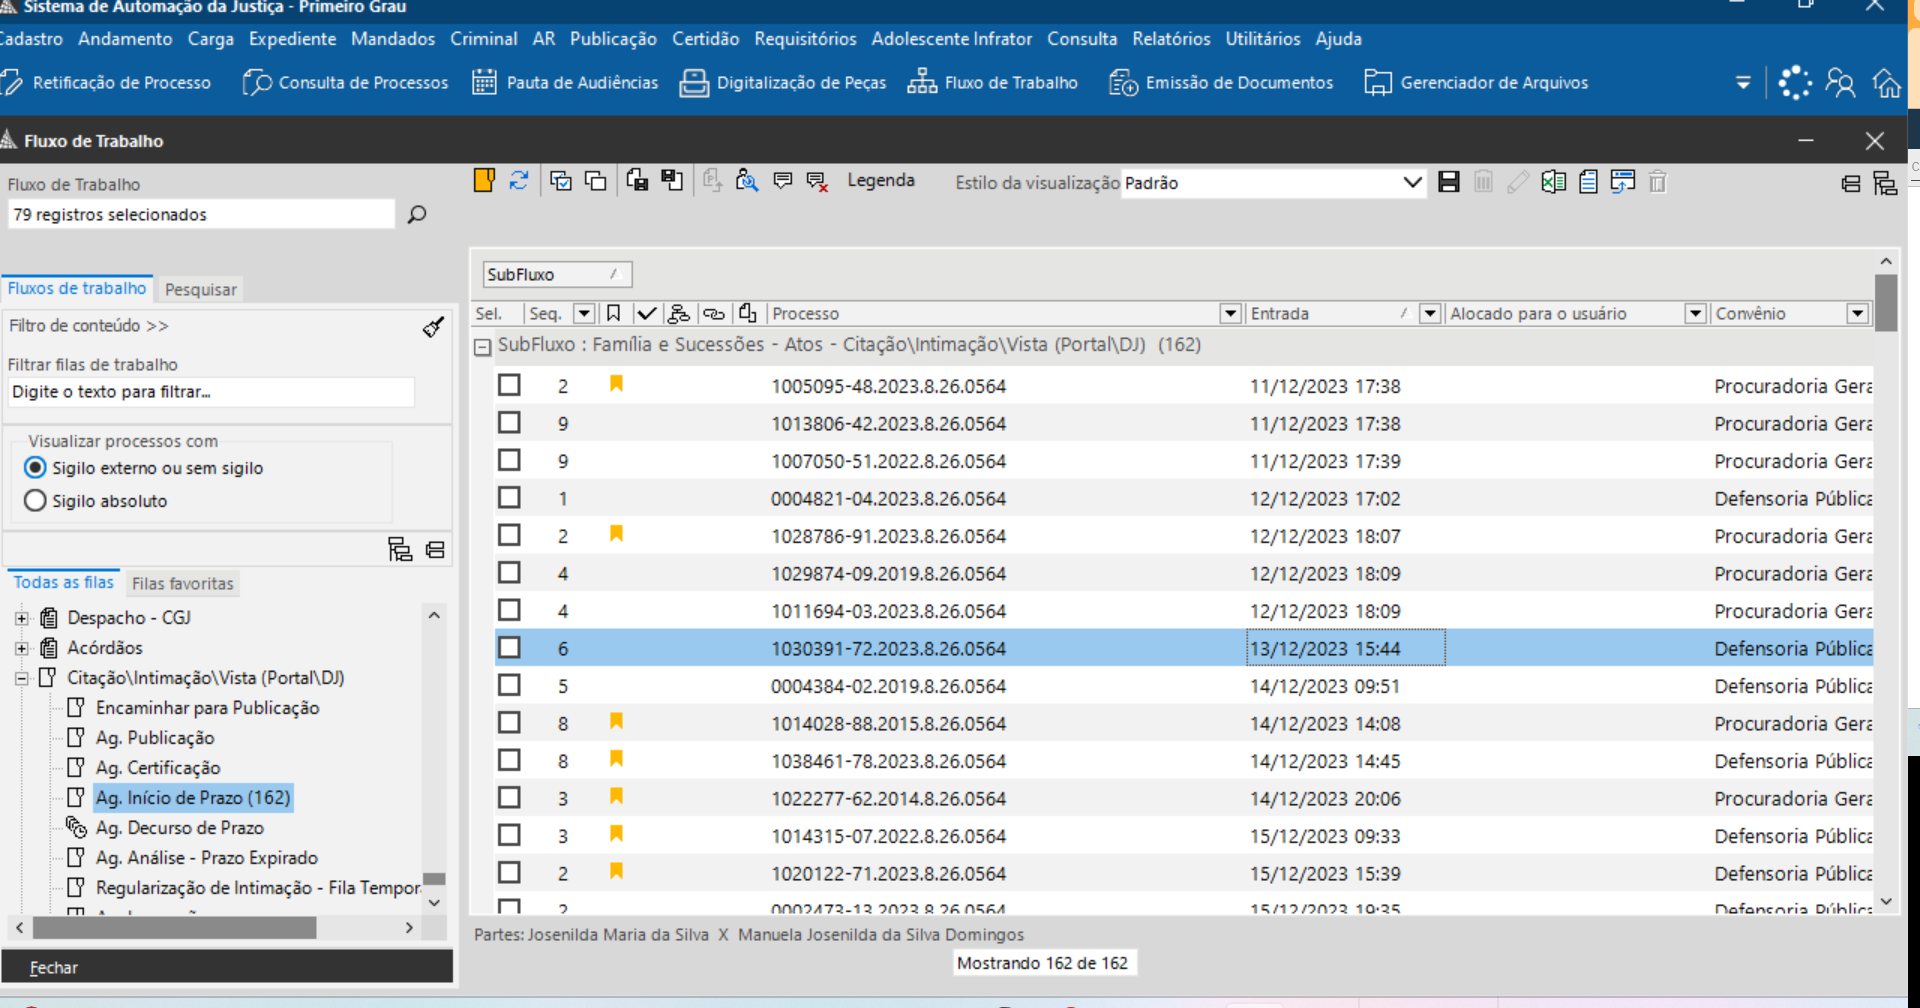 Sistema de Automação da Justiça - Primeiro Grau
Cadastro Andamento Carga Expediente Mandados Criminal AR Publicação Certidão Requisitórios Adolescente Infrator Consulta Relatórios Utilitários Ajuda
Retificação de Processo Consulta de Processos Pauta de Audiências Digitalização de Peças Fluxo de Trabalho Emissão de Documentos Gerenciador de Arquivos
Fluxo de Trabalho
Fluxo de Trabalho
79 registros selecionados
Legenda Estilo da visualização Padrão
Fluxos de trabalho Pesquisar
Filtro de conteúdo >>
Filtrar filas de trabalho
Digite o texto para filtrar...
Visualizar processos com
Sigilo externo ou sem sigilo
Sigilo absoluto
Todas as filas Filas favoritas
Despacho - CGJ
Acórdãos
Citação\Intimação\Vista (Portal\DJ)
Encaminhar para Publicação
Ag. Publicação
Ag. Certificação
Ag. Início de Prazo (162)
Ag. Decurso de Prazo
Ag. Análise - Prazo Expirado
Regularização de Intimação - Fila Tempor
Fechar
SubFluxo
Sel. Seq. Processo Entrada Alocado para o usuário Convênio
SubFluxo : Família e Sucessões - Atos - Citação\Intimação\Vista (Portal\DJ) (162)
2 1005095-48.2023.8.26.0564 11/12/2023 17:38 Procuradoria Gera
9 1013806-42.2023.8.26.0564 11/12/2023 17:38 Procuradoria Gera
9 1007050-51.2022.8.26.0564 11/12/2023 17:39 Procuradoria Gera
1 0004821-04.2023.8.26.0564 12/12/2023 17:02 Defensoria Pública
2 1028786-91.2023.8.26.0564 12/12/2023 18:07 Procuradoria Gera
4 1029874-09.2019.8.26.0564 12/12/2023 18:09 Procuradoria Gera
4 1011694-03.2023.8.26.0564 12/12/2023 18:09 Procuradoria Gera
6 1030391-72.2023.8.26.0564 13/12/2023 15:44 Defensoria Pública
5 0004384-02.2019.8.26.0564 14/12/2023 09:51 Defensoria Pública
8 1014028-88.2015.8.26.0564 14/12/2023 14:08 Procuradoria Gera
8 1038461-78.2023.8.26.0564 14/12/2023 14:45 Defensoria Pública
3 1022277-62.2014.8.26.0564 14/12/2023 20:06 Procuradoria Gera
3 1014315-07.2022.8.26.0564 15/12/2023 09:33 Defensoria Pública
2 1020122-71.2023.8.26.0564 15/12/2023 15:39 Defensoria Pública
2 0002473-13.2023.8.26.0564 15/12/2023 19:35 Defensoria Pública
Partes: Josenilda Maria da Silva X Manuela Josenilda da Silva Domingos
Mostrando 162 de 162